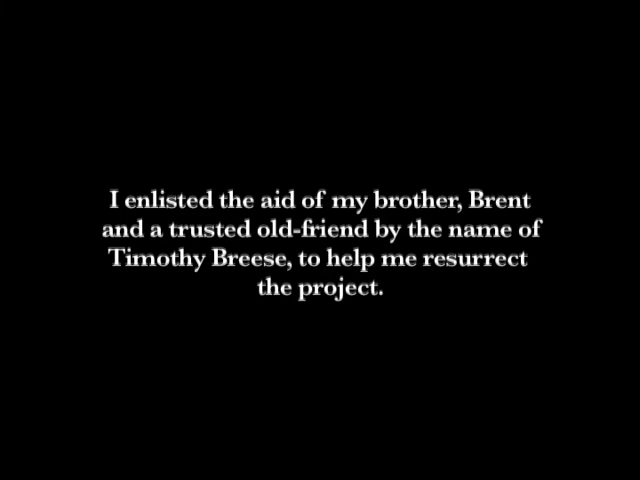 I enlisted the aid of my brother, Brent
and a trusted old-friend by the name of
Timothy Breese, to help me resurrect
the project.